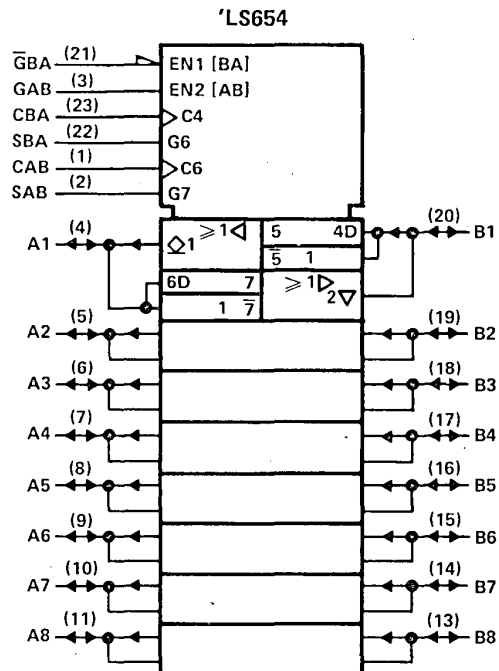 'LS654
G̅BA (21) EN1 [BA]
GAB (3) EN2 [AB]
CBA (23) C4
SBA (22) G6
CAB (1) C6
SAB (2) G7
A1 (4) 1 ⩾1 5 4D (20) B1
5̅ 1
6D 7 ⩾1
1 7̅ 2
A2 (5) (19) B2
A3 (6) (18) B3
A4 (7) (17) B4
A5 (8) (16) B5
A6 (9) (15) B6
A7 (10) (14) B7
A8 (11) (13) B8